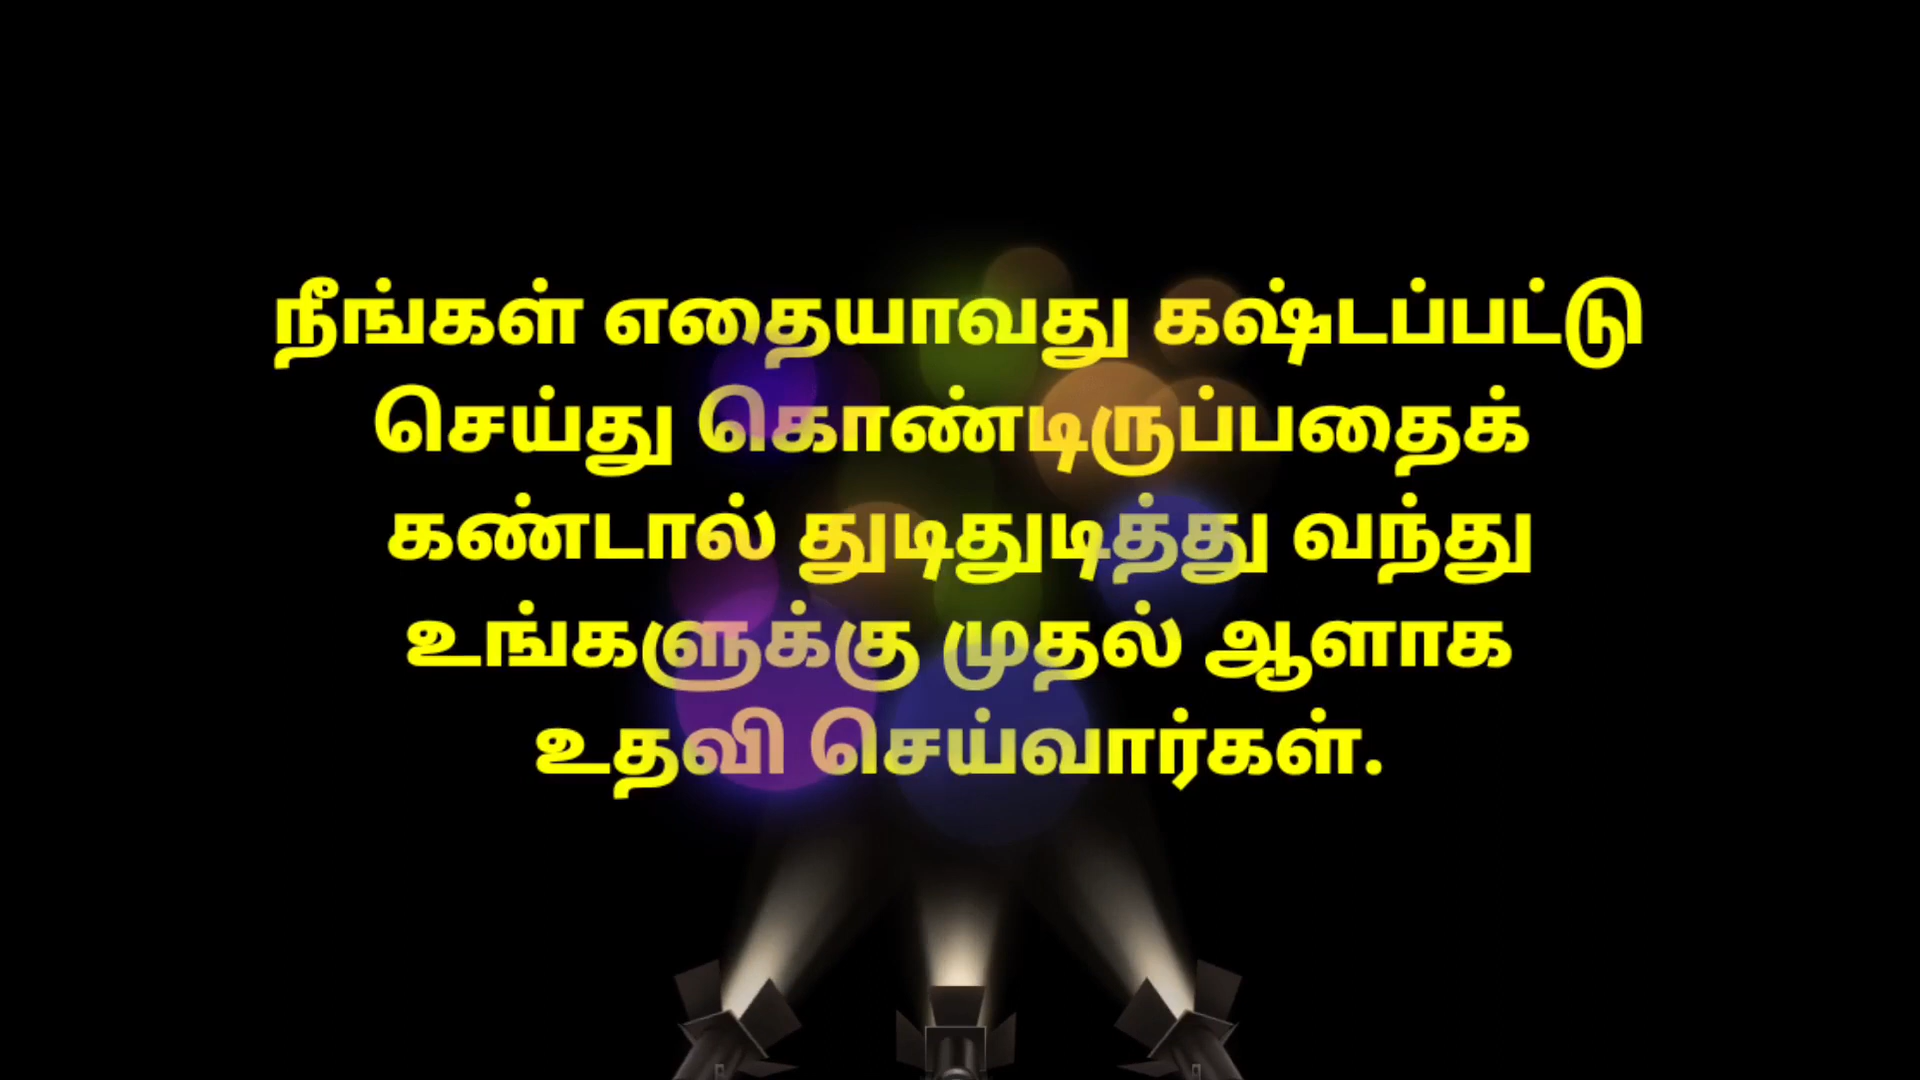 நீங்கள் எதையாவது கஷ்டப்பட்டு
செய்து கொண்டிருப்பதைக்
கண்டால் துடிதுடித்து வந்து
உங்களுக்கு முதல் ஆளாக
உதவி செய்வார்கள்.